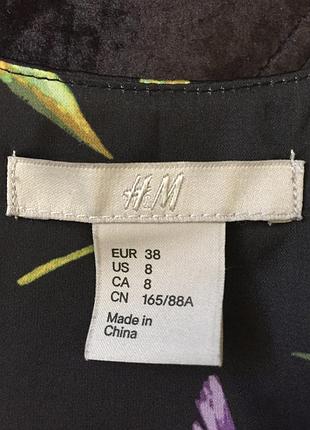 H&M
EUR 38
US 8
CA 8
CN 165/88A
Made in
China